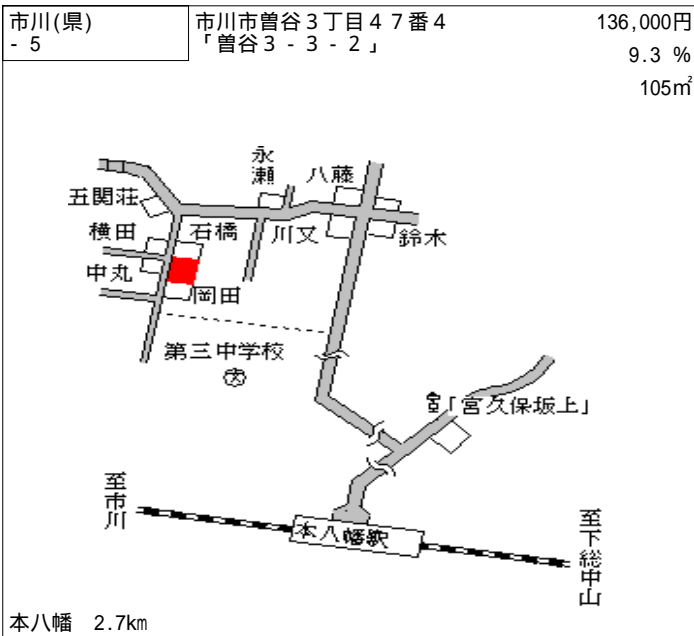 市川(県)
- 5
市川市曽谷３丁目４７番４
「曽谷３‐３‐２」
136,000円
9.3 %
105㎡
永瀬
八藤
五関荘
横田
石橋
川又
鈴木
中丸
岡田
第三中学校
文
「宮久保坂上」
至市川
本八幡駅
至下総中山
本八幡 2.7km